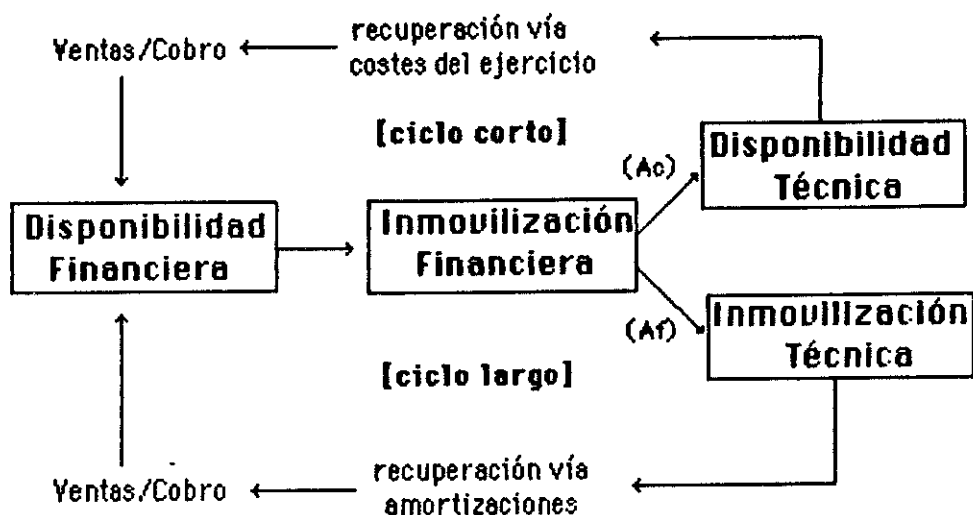 Ventas/Cobro
recuperación vía
costes del ejercicio
[ciclo corto]
(Ac)
Disponibilidad
Técnica
Disponibilidad
Financiera
Inmovilización
Financiera
(Af)
Inmovilización
Técnica
[ciclo largo]
Ventas/Cobro
recuperación vía
amortizaciones